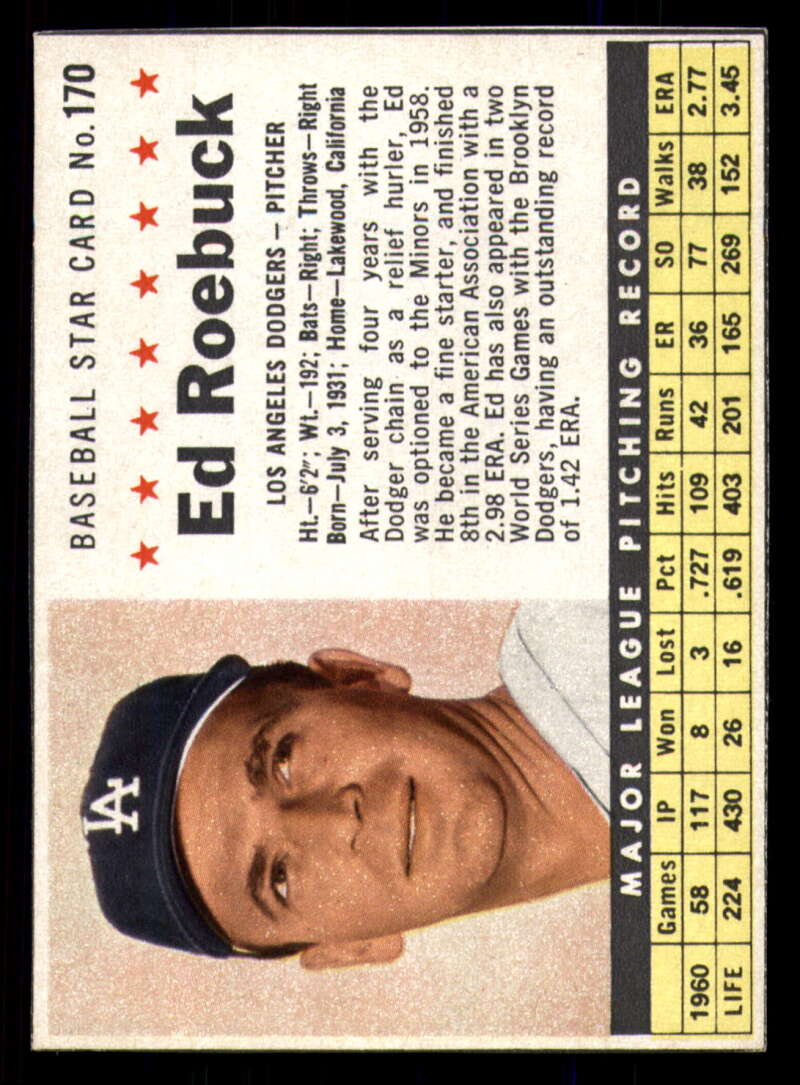 BASEBALL STAR CARD No. 170
Ed Roebuck
LOS ANGELES DODGERS — PITCHER
Ht.—6'2"; Wt.—192; Bats—Right; Throws—Right
Born—July 3, 1931; Home—Lakewood, California
After serving four years with the
Dodger chain as a relief hurler, Ed
was optioned to the Minors in 1958.
He became a fine starter, and finished
8th in the American Association with a
2.98 ERA. Ed has also appeared in two
World Series Games with the Brooklyn
Dodgers, having an outstanding record
of 1.42 ERA.
LA
MAJOR LEAGUE PITCHING RECORD
Games IP Won Lost Pct Hits Runs ER SO Walks ERA
1960 58 117 8 3 .727 109 42 36 77 38 2.77
LIFE 224 430 26 16 .619 403 201 165 269 152 3.45